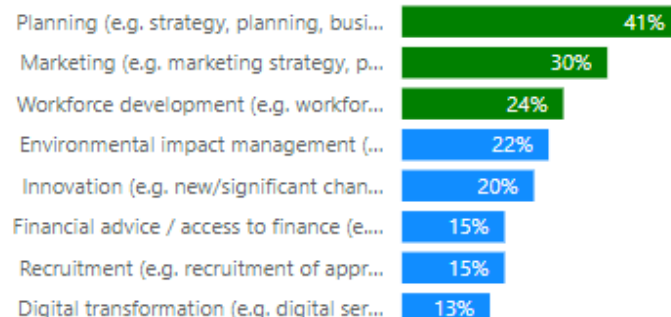 Planning (e.g. strategy, planning, busi... 41%
Marketing (e.g. marketing strategy, p... 30%
Workforce development (e.g. workfor... 24%
Environmental impact management (... 22%
Innovation (e.g. new/significant chan... 20%
Financial advice / access to finance (e.... 15%
Recruitment (e.g. recruitment of appr... 15%
Digital transformation (e.g. digital ser... 13%